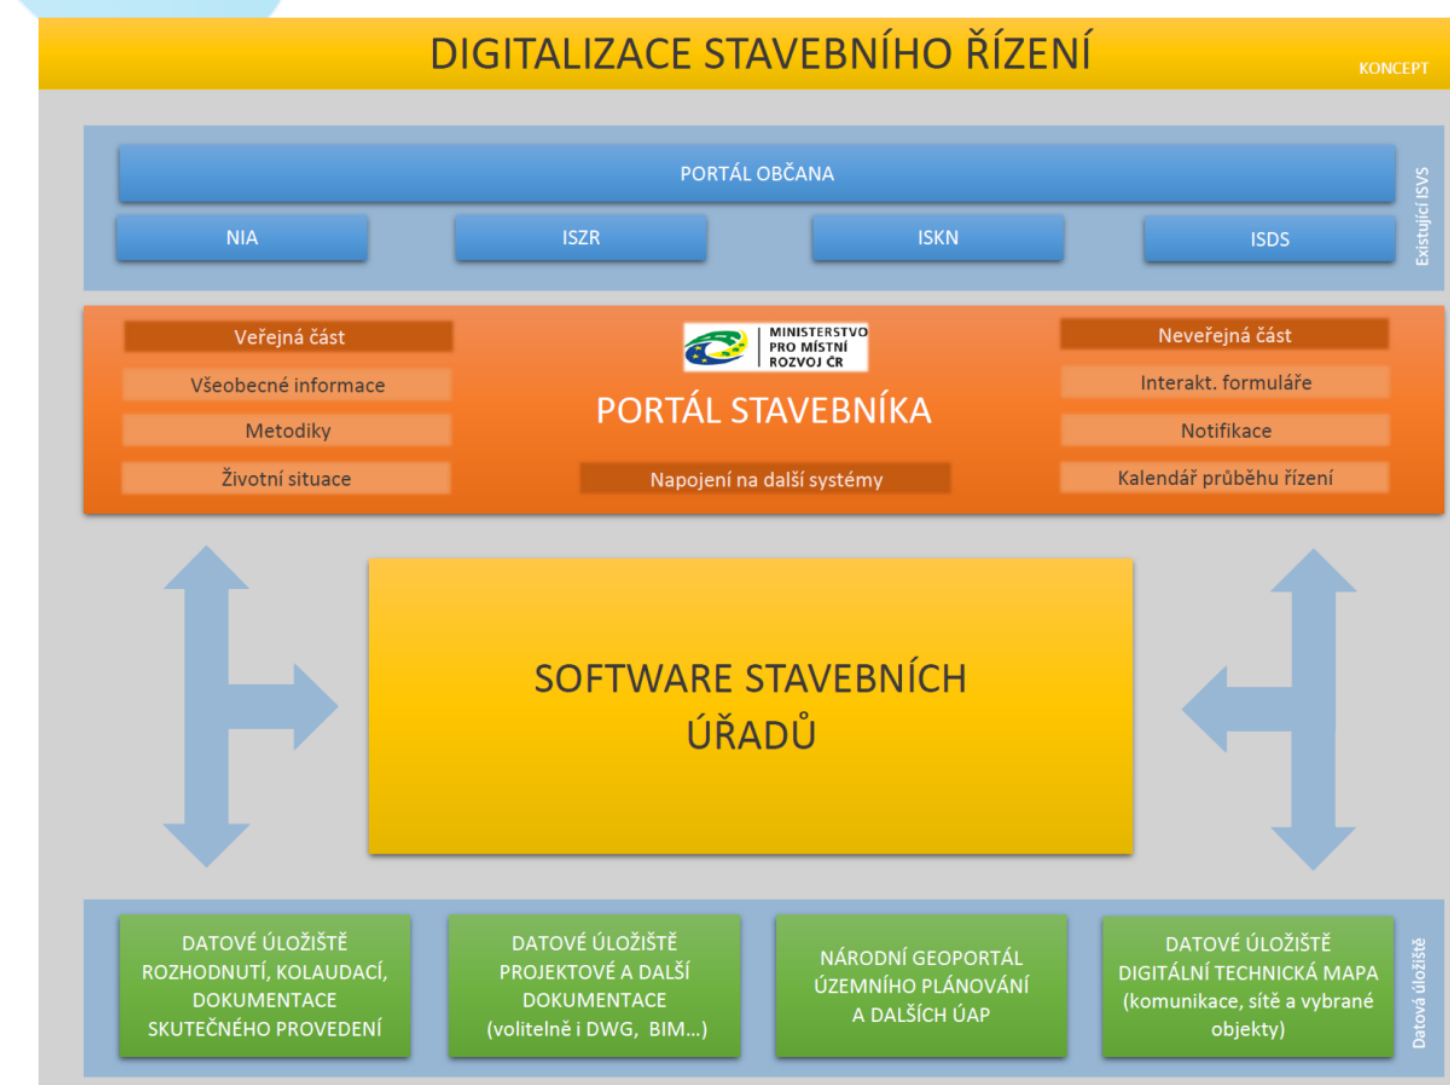 DIGITALIZACE STAVEBNÍHO ŘÍZENÍ
KONCEPT
PORTÁL OBČANA
NIA
ISZR
ISKN
ISDS
Existující ISVS
Veřejná část
Všeobecné informace
Metodiky
Životní situace
MINISTERSTVO
PRO MÍSTNÍ
ROZVOJ ČR
PORTÁL STAVEBNÍKA
Napojení na další systémy
Neveřejná část
Interakt. formuláře
Notifikace
Kalendář průběhu řízení
SOFTWARE STAVEBNÍCH
ÚŘADŮ
DATOVÉ ÚLOŽIŠTĚ
ROZHODNUTÍ, KOLAUDACÍ,
DOKUMENTACE
SKUTEČNÉHO PROVEDENÍ
DATOVÉ ÚLOŽIŠTĚ
PROJEKTOVÉ A DALŠÍ
DOKUMENTACE
(volitelně i DWG, BIM...)
NÁRODNÍ GEOPORTÁL
ÚZEMNÍHO PLÁNOVÁNÍ
A DALŠÍCH ÚAP
DATOVÉ ÚLOŽIŠTĚ
DIGITÁLNÍ TECHNICKÁ MAPA
(komunikace, sítě a vybrané
objekty)
Datová úložiště